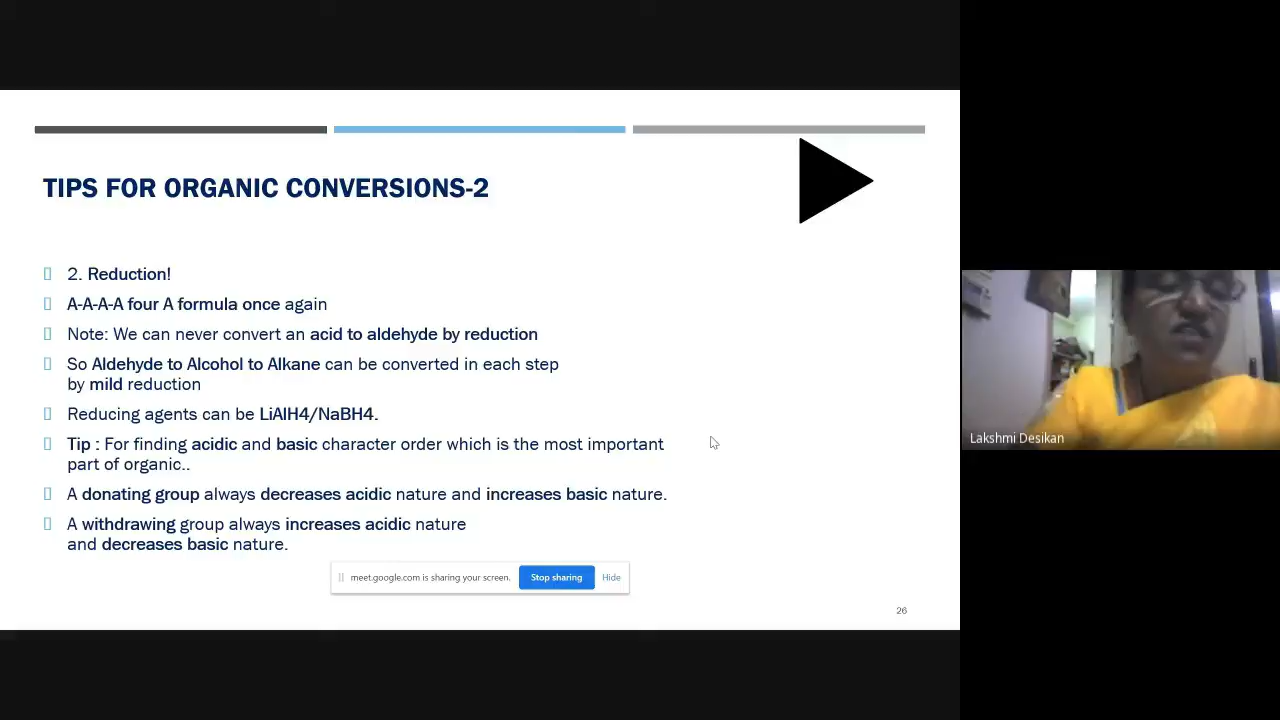 TIPS FOR ORGANIC CONVERSIONS-2
2. Reduction!
A-A-A-A four A formula once again
Note: We can never convert an acid to aldehyde by reduction
So Aldehyde to Alcohol to Alkane can be converted in each step
by mild reduction
Reducing agents can be LiAlH4/NaBH4.
Tip : For finding acidic and basic character order which is the most important
part of organic..
A donating group always decreases acidic nature and increases basic nature.
A withdrawing group always increases acidic nature
and decreases basic nature.
meet.google.com is sharing your screen. Stop sharing Hide
26
Lakshmi Desikan